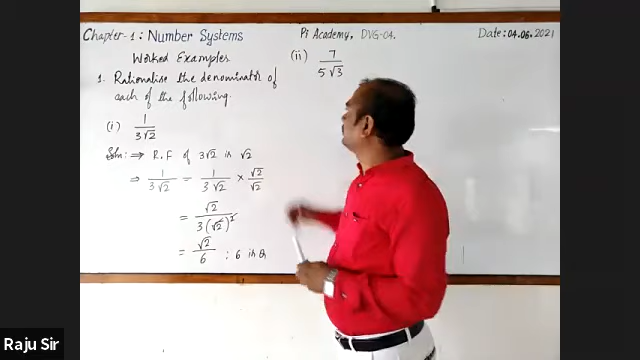 Chapter-1: Number Systems
Pi Academy, DVG-04.
Date: 04.06.2021
Worked Examples
1. Rationalise the denominator of
each of the following.
(i) 1/3√2
Soln: ⇒ R.F of 3√2 is √2
⇒ 1/3√2 = 1/3√2 × √2/√2
= √2/3(√2)²
= √2/6 ; 6 is Q
(ii) 7/5√3
Raju Sir